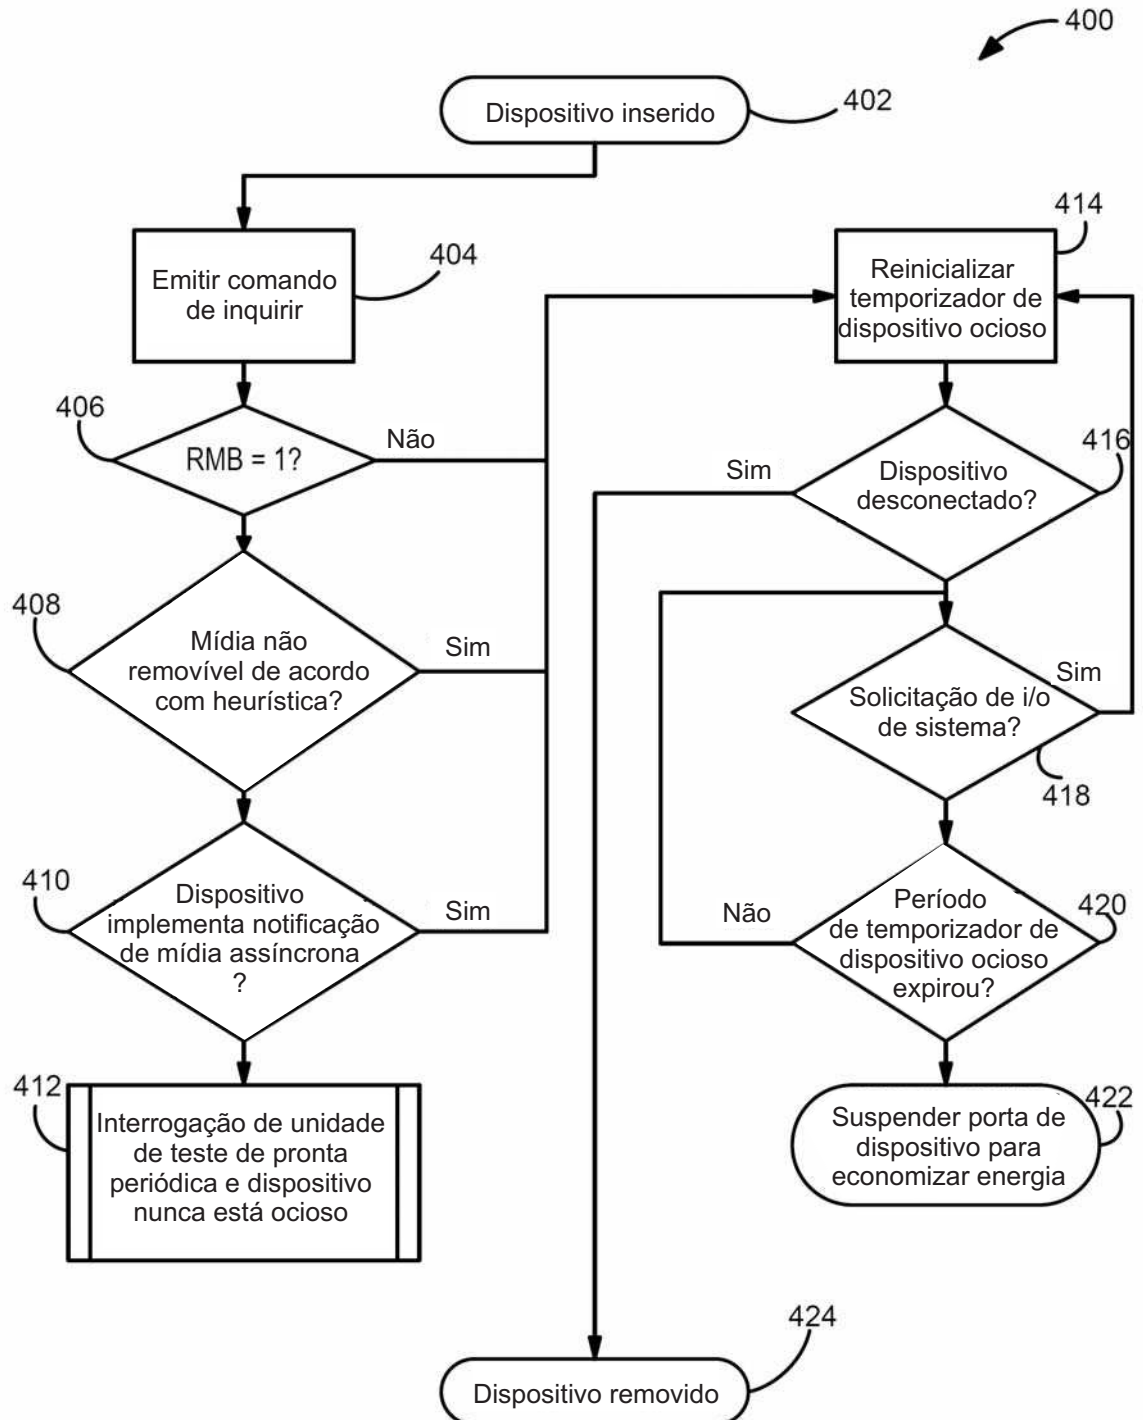 400
Dispositivo inserido
402
Emitir comando
de inquirir
404
406
RMB = 1?
Não
408
Mídia não
removível de acordo
com heurística?
Sim
410
Dispositivo
implementa notificação
de mídia assíncrona
?
Sim
412
Interrogação de unidade
de teste de pronta
periódica e dispositivo
nunca está ocioso
414
Reinicializar
temporizador de
dispositivo ocioso
416
Sim
Dispositivo
desconectado?
Solicitação de i/o
de sistema?
Sim
418
420
Não
Período
de temporizador de
dispositivo ocioso
expirou?
422
Suspender porta de
dispositivo para
economizar energia
424
Dispositivo removido